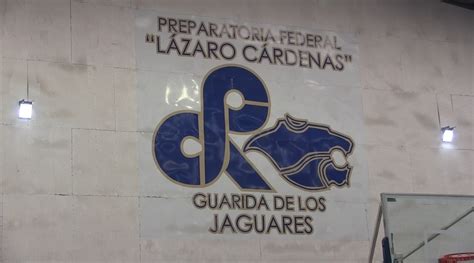 PREPARATORIA FEDERAL
"LÁZARO CÁRDENAS"
GUARIDA DE LOS
JAGUARES